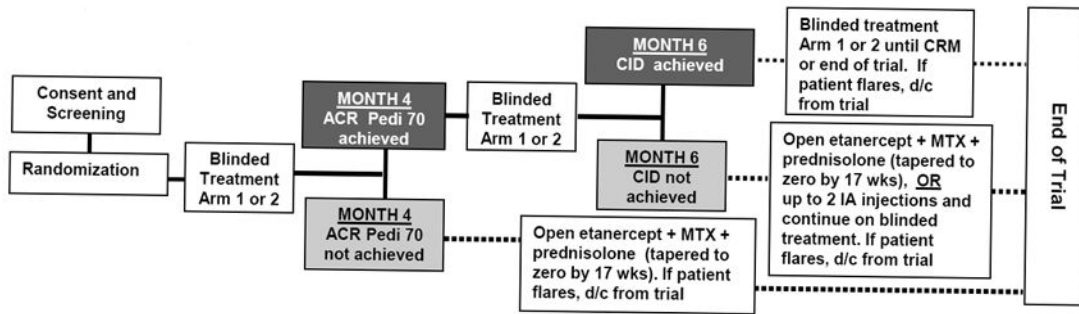 Consent and
Screening
Randomization
Blinded
Treatment
Arm 1 or 2
MONTH 4
ACR Pedi 70
achieved
MONTH 4
ACR Pedi 70
not achieved
Blinded
Treatment
Arm 1 or 2
MONTH 6
CID achieved
MONTH 6
CID not
achieved
Open etanercept + MTX +
prednisolone (tapered to
zero by 17 wks). If patient
flares, d/c from trial
Blinded treatment
Arm 1 or 2 until CRM
or end of trial. If
patient flares, d/c
from trial
Open etanercept + MTX +
prednisolone (tapered to
zero by 17 wks), OR
up to 2 IA injections and
continue on blinded
treatment. If patient
flares, d/c from trial
End of Trial